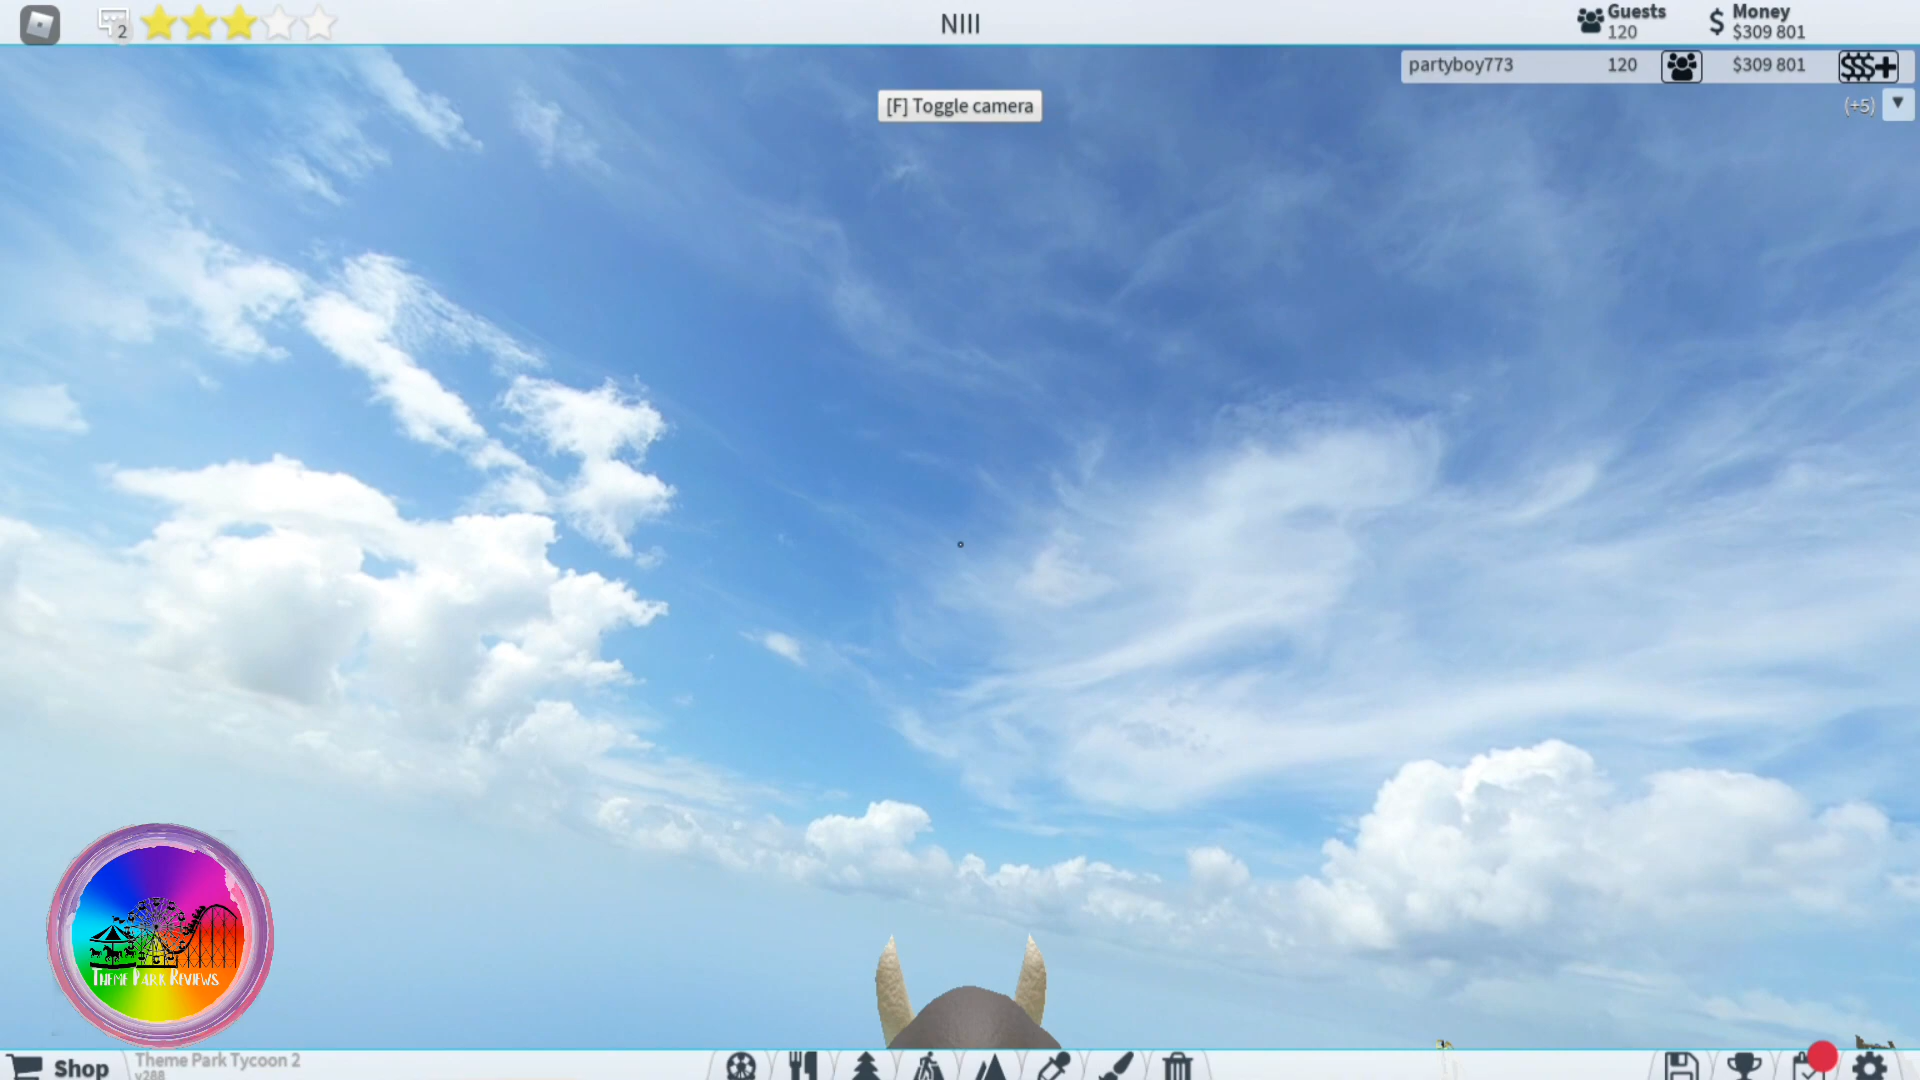 2
NIII
Guests
120
$
Money
$309 801
partyboy773
120
$309 801
$$$+
[F] Toggle camera
(+5)
THEME PARK REVIEWS
Shop
Theme Park Tycoon 2
v288